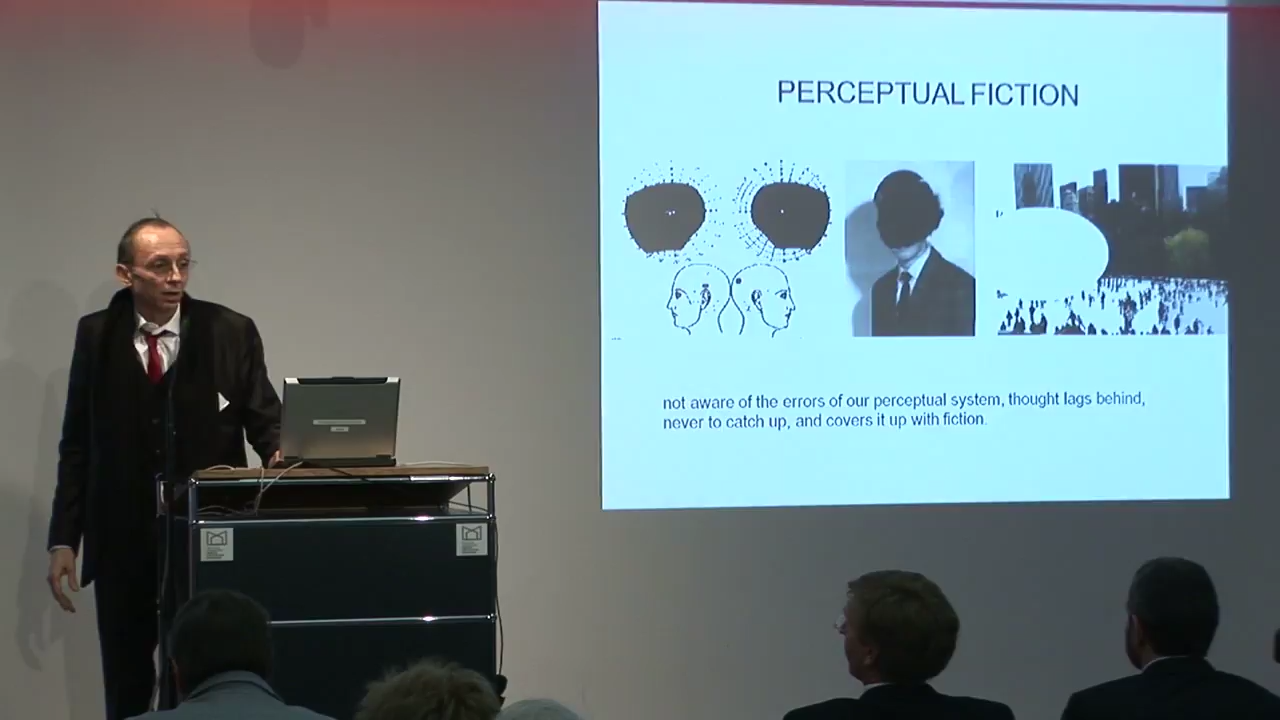 PERCEPTUAL FICTION
not aware of the errors of our perceptual system, thought lags behind,
never to catch up, and covers it up with fiction.